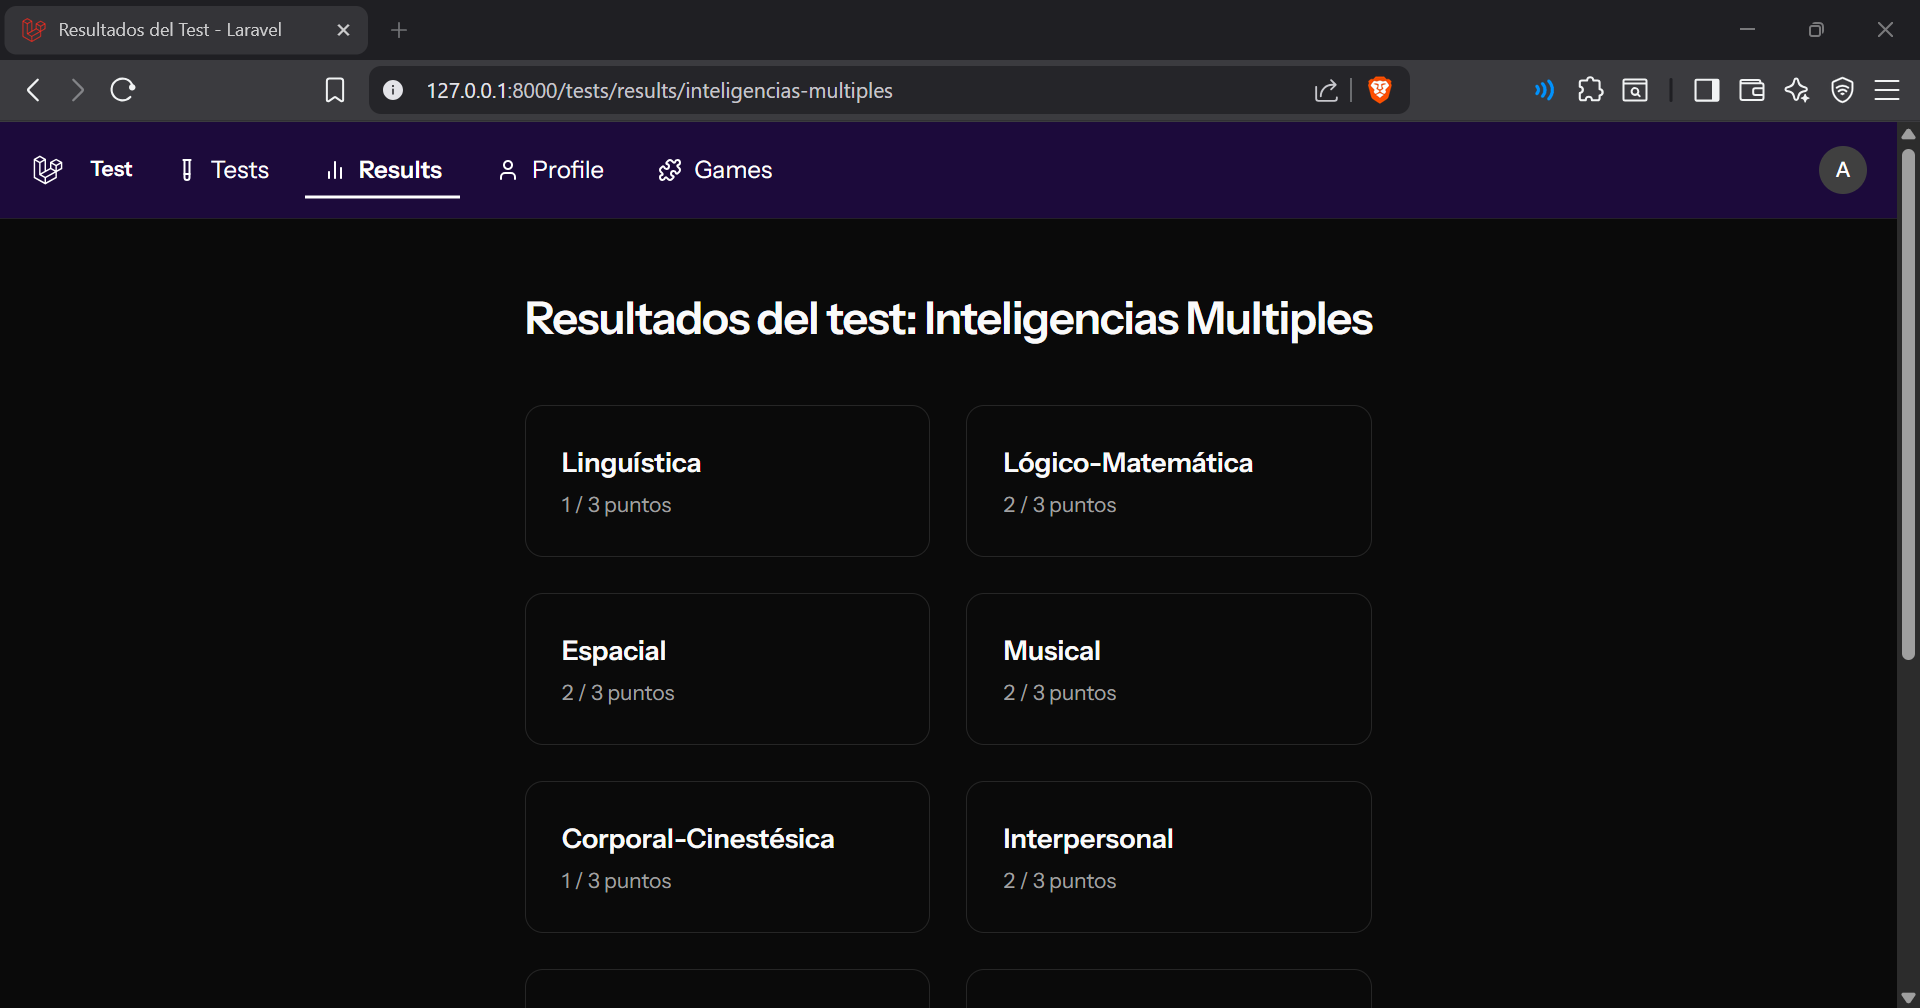 Resultados del Test - Laravel
127.0.0.1:8000/tests/results/inteligencias-multiples
Test Tests Results Profile Games A
Resultados del test: Inteligencias Multiples
Linguística Lógico-Matemática
1 / 3 puntos 2 / 3 puntos
Espacial Musical
2 / 3 puntos 2 / 3 puntos
Corporal-Cinestésica Interpersonal
1 / 3 puntos 2 / 3 puntos